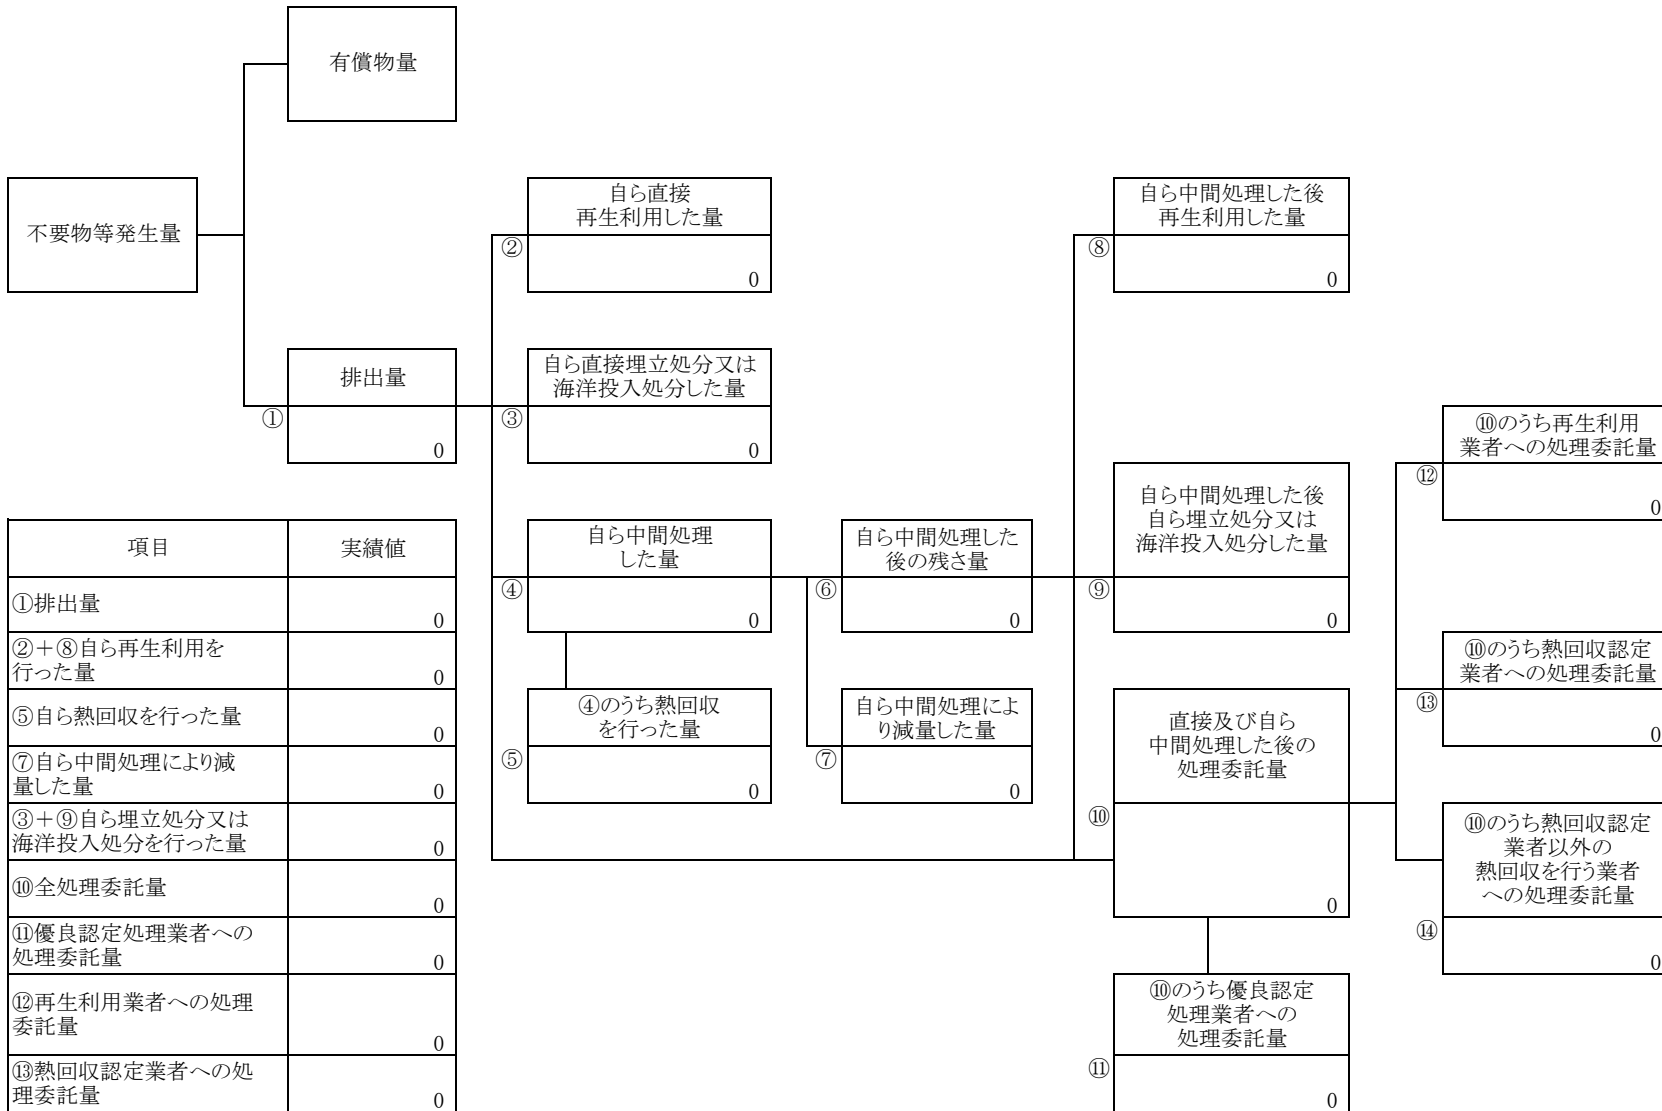 有償物量
不要物等発生量
自ら直接
再生利用した量
②
0
自ら中間処理した後
再生利用した量
⑧
0
排出量
①
0
自ら直接埋立処分又は
海洋投入処分した量
③
0
⑩のうち再生利用
業者への処理委託量
⑫
0
自ら中間処理
した量
④
0
自ら中間処理した
後の残さ量
⑥
0
自ら中間処理した後
自ら埋立処分又は
海洋投入処分した量
⑨
0
⑩のうち熱回収認定
業者への処理委託量
⑬
0
④のうち熱回収
を行った量
⑤
0
自ら中間処理によ
り減量した量
⑦
0
直接及び自ら
中間処理した後の
処理委託量
⑩
0
⑩のうち熱回収認定
業者以外の
熱回収を行う業者
への処理委託量
⑭
0
⑩のうち優良認定
処理業者への
処理委託量
⑪
0
項目 実績値
①排出量
0
②+⑧自ら再生利用を
行った量
0
⑤自ら熱回収を行った量
0
⑦自ら中間処理により減
量した量
0
③+⑨自ら埋立処分又は
海洋投入処分を行った量
0
⑩全処理委託量
0
⑪優良認定処理業者への
処理委託量
0
⑫再生利用業者への処理
委託量
0
⑬熱回収認定業者への処
理委託量
0